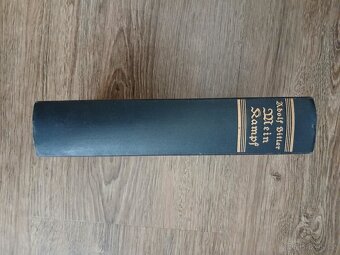 Adolf Hitler
Mein
Kampf